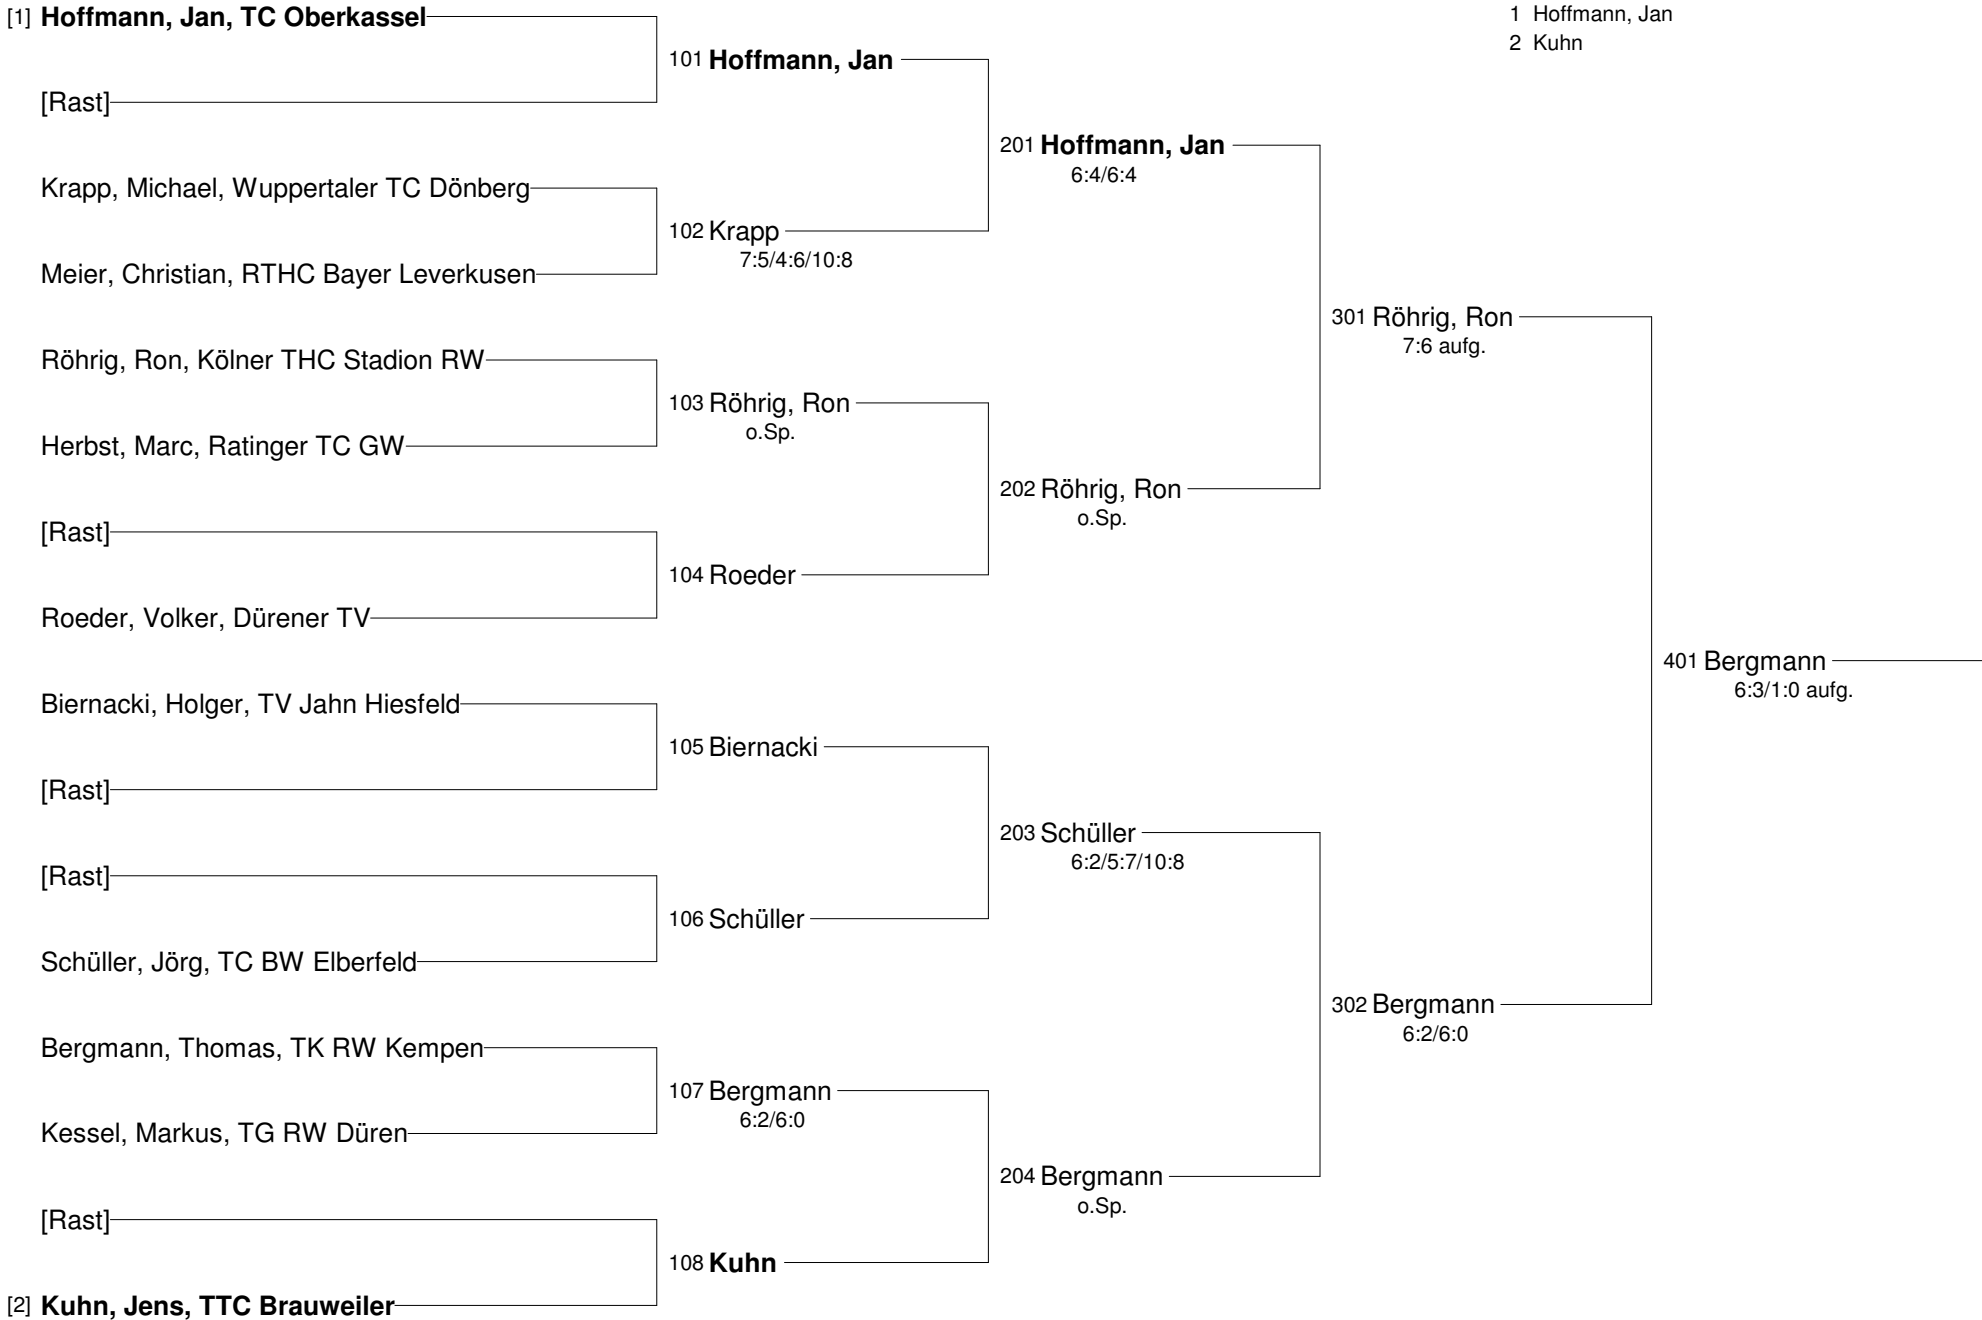 [1] Hoffmann, Jan, TC Oberkassel
1 Hoffmann, Jan
2 Kuhn
101 Hoffmann, Jan
[Rast]
201 Hoffmann, Jan
6:4/6:4
Krapp, Michael, Wuppertaler TC Dönberg
102 Krapp
7:5/4:6/10:8
Meier, Christian, RTHC Bayer Leverkusen
301 Röhrig, Ron
7:6 aufg.
Röhrig, Ron, Kölner THC Stadion RW
103 Röhrig, Ron
o.Sp.
Herbst, Marc, Ratinger TC GW
202 Röhrig, Ron
o.Sp.
[Rast]
104 Roeder
Roeder, Volker, Dürener TV
401 Bergmann
6:3/1:0 aufg.
Biernacki, Holger, TV Jahn Hiesfeld
105 Biernacki
[Rast]
203 Schüller
6:2/5:7/10:8
[Rast]
106 Schüller
Schüller, Jörg, TC BW Elberfeld
302 Bergmann
6:2/6:0
Bergmann, Thomas, TK RW Kempen
107 Bergmann
6:2/6:0
Kessel, Markus, TG RW Düren
204 Bergmann
o.Sp.
[Rast]
108 Kuhn
[2] Kuhn, Jens, TTC Brauweiler